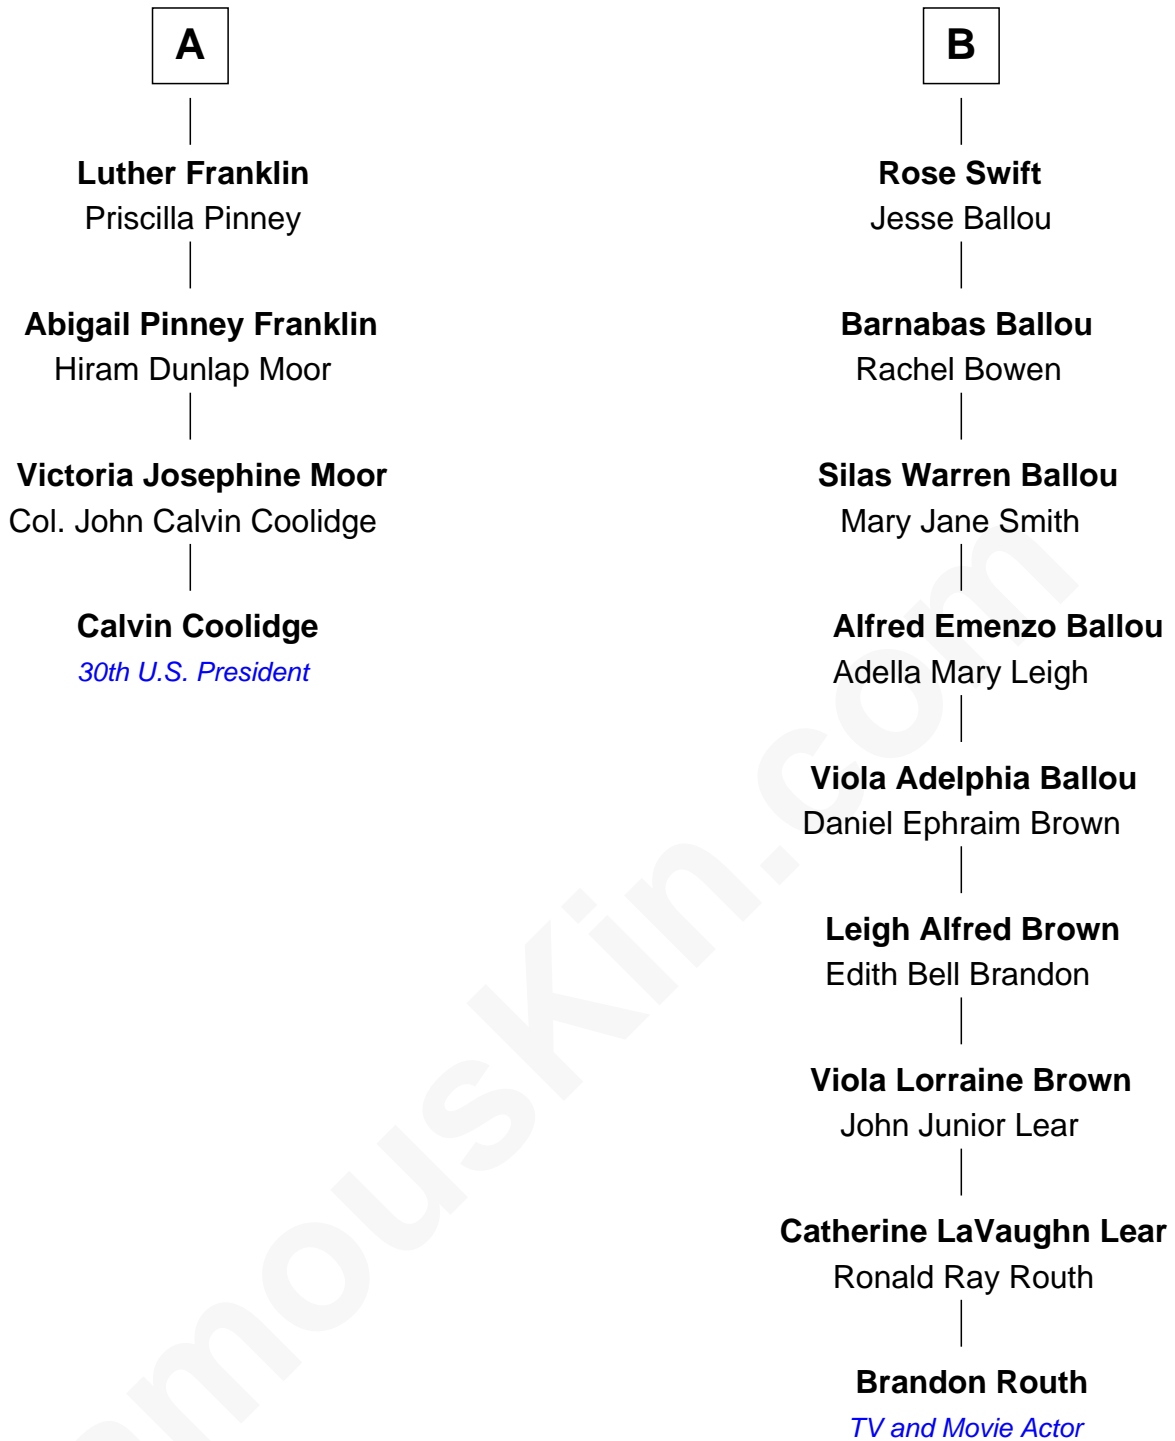 A
Luther Franklin
Priscilla Pinney
Abigail Pinney Franklin
Hiram Dunlap Moor
Victoria Josephine Moor
Col. John Calvin Coolidge
Calvin Coolidge
30th U.S. President
B
Rose Swift
Jesse Ballou
Barnabas Ballou
Rachel Bowen
Silas Warren Ballou
Mary Jane Smith
Alfred Emenzo Ballou
Adella Mary Leigh
Viola Adelphia Ballou
Daniel Ephraim Brown
Leigh Alfred Brown
Edith Bell Brandon
Viola Lorraine Brown
John Junior Lear
Catherine LaVaughn Lear
Ronald Ray Routh
Brandon Routh
TV and Movie Actor
amouskin.com